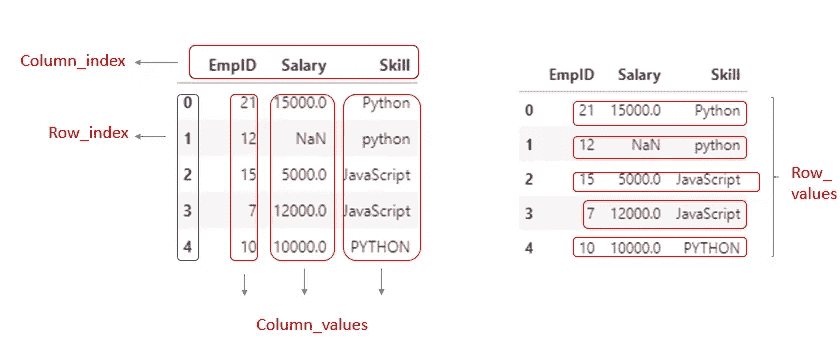 Column_index
EmpID Salary Skill
0 21 15000.0 Python
Row_index
1 12 NaN python
2 15 5000.0 JavaScript
3 7 12000.0 JavaScript
4 10 10000.0 PYTHON
Column_values
EmpID Salary Skill
0 21 15000.0 Python
1 12 NaN python
2 15 5000.0 JavaScript
3 7 12000.0 JavaScript
4 10 10000.0 PYTHON
Row_
values